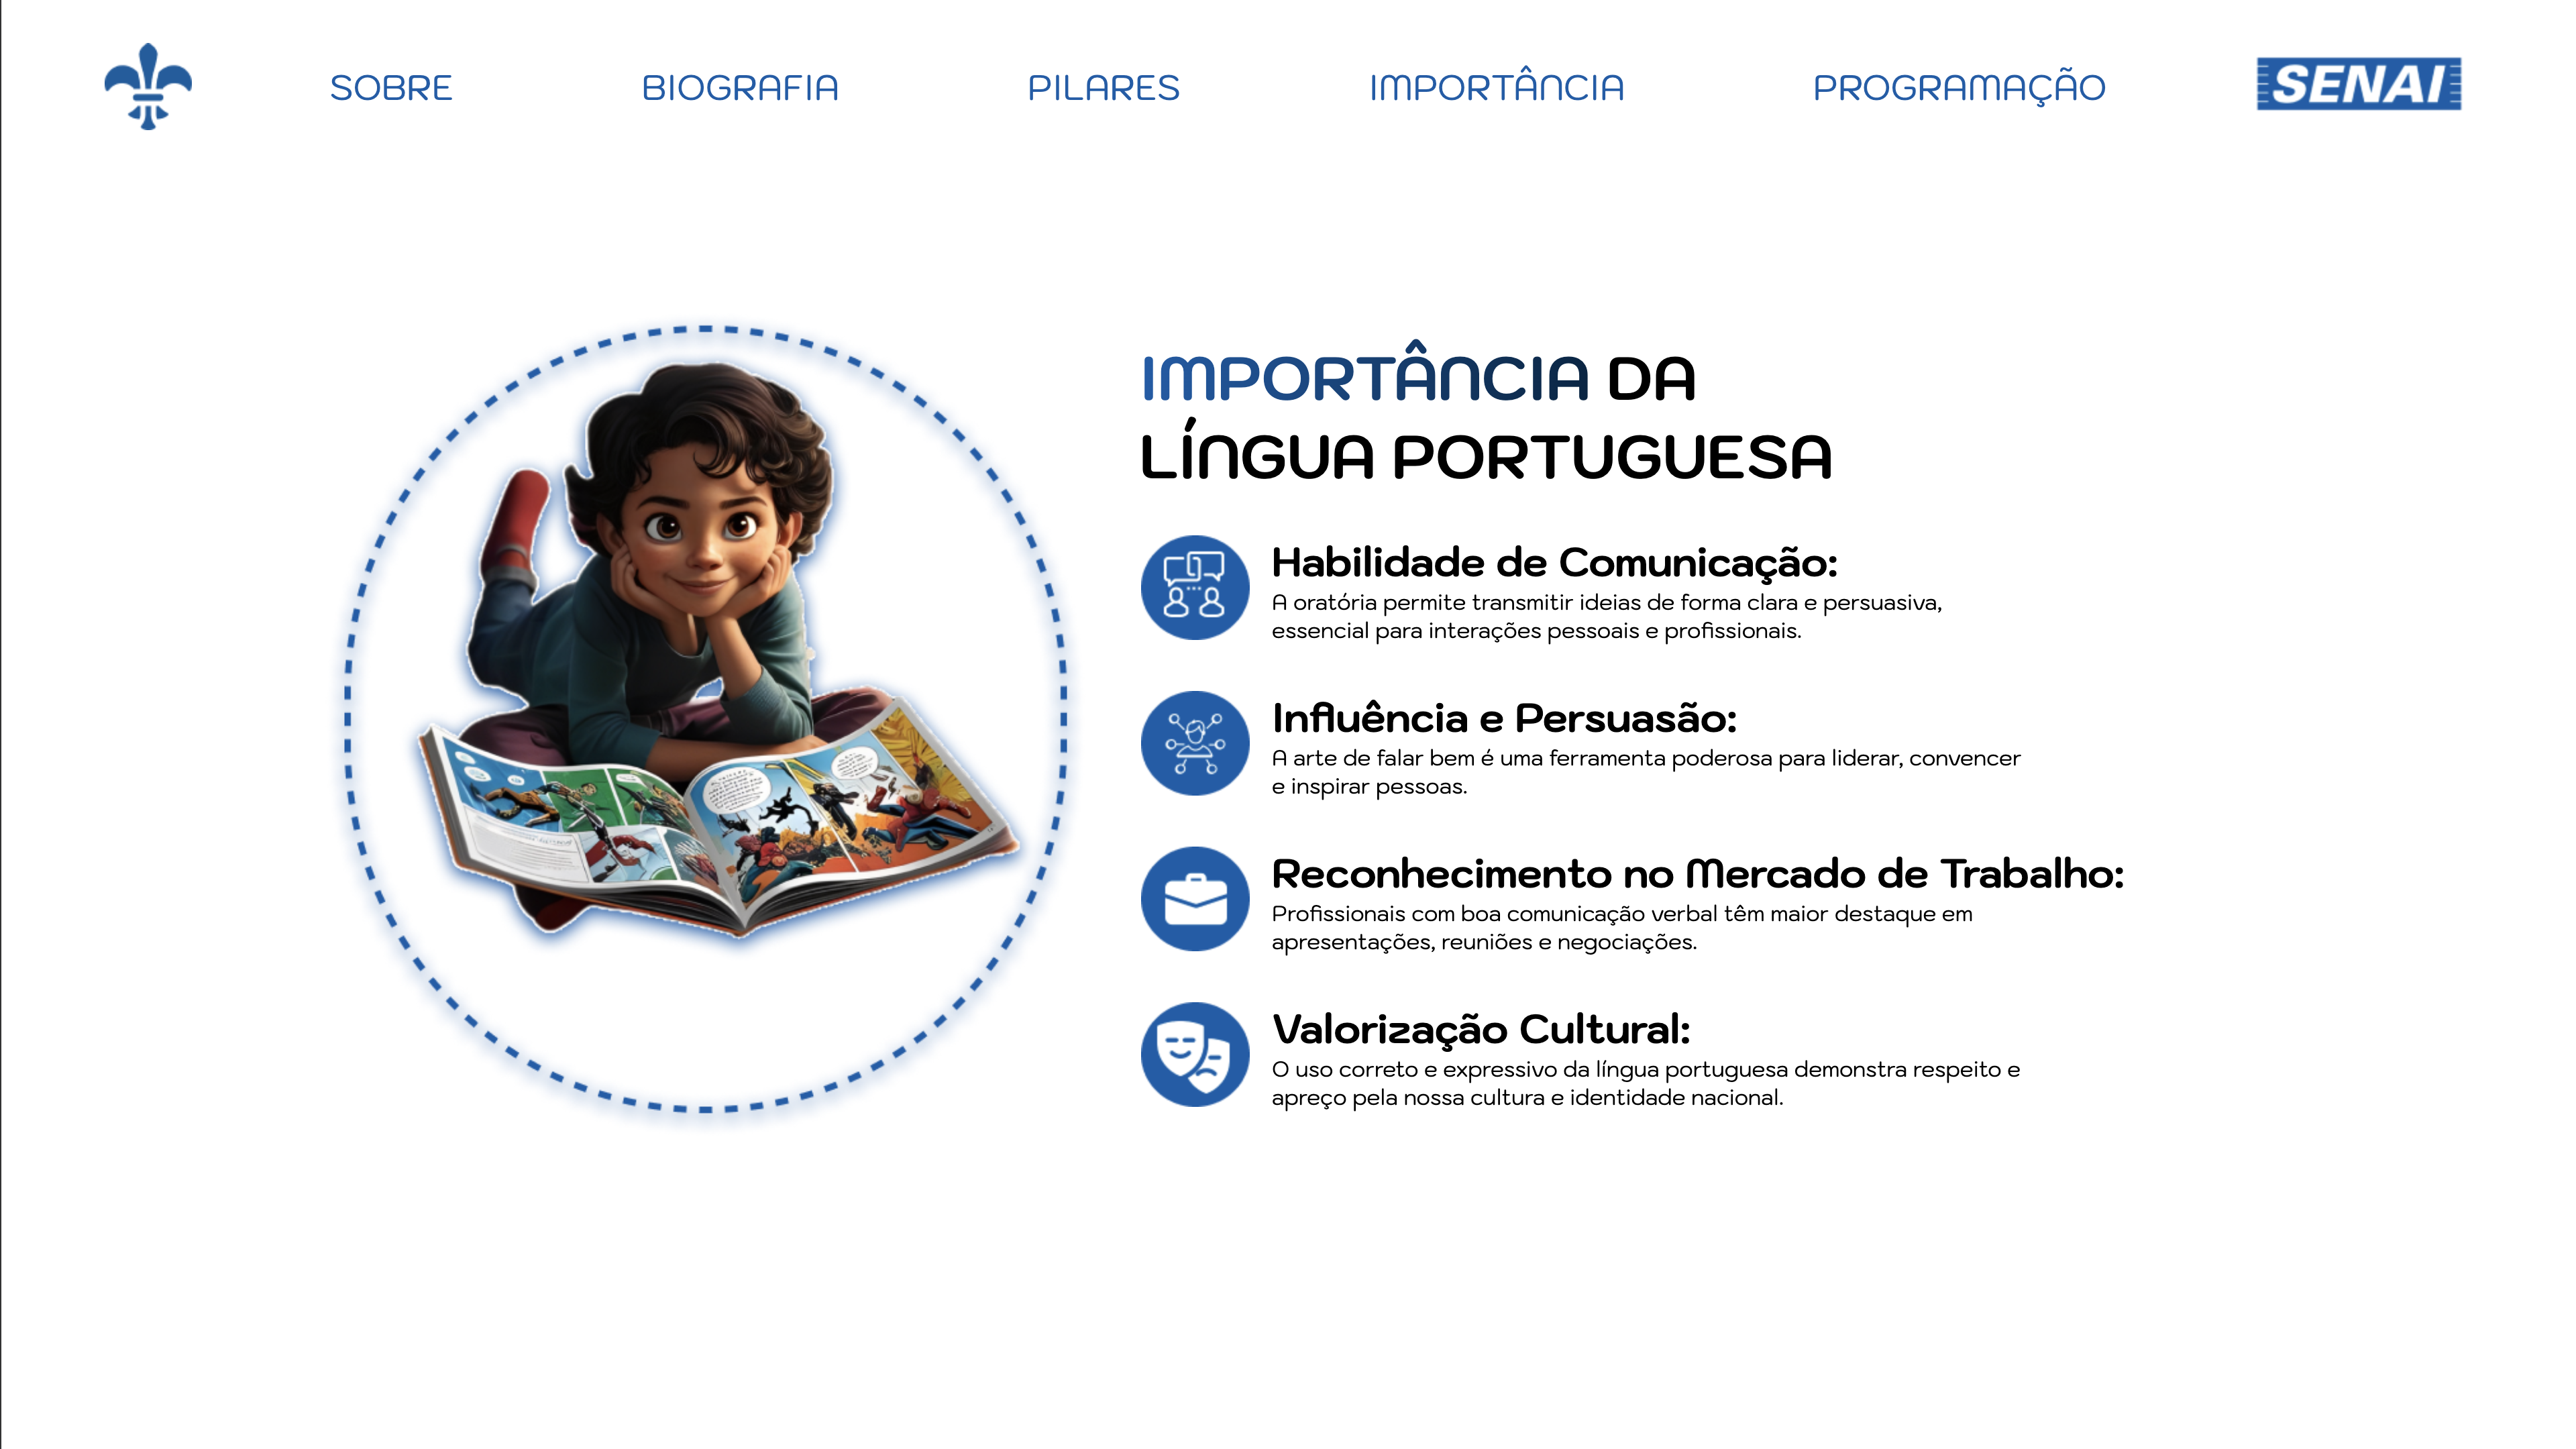 SOBRE
BIOGRAFIA
PILARES
IMPORTÂNCIA
PROGRAMAÇÃO
SENAI
IMPORTÂNCIA DA
LÍNGUA PORTUGUESA
Habilidade de Comunicação:
A oratória permite transmitir ideias de forma clara e persuasiva,
essencial para interações pessoais e profissionais.
Influência e Persuasão:
A arte de falar bem é uma ferramenta poderosa para liderar, convencer
e inspirar pessoas.
Reconhecimento no Mercado de Trabalho:
Profissionais com boa comunicação verbal têm maior destaque em
apresentações, reuniões e negociações.
Valorização Cultural:
O uso correto e expressivo da língua portuguesa demonstra respeito e
apreço pela nossa cultura e identidade nacional.